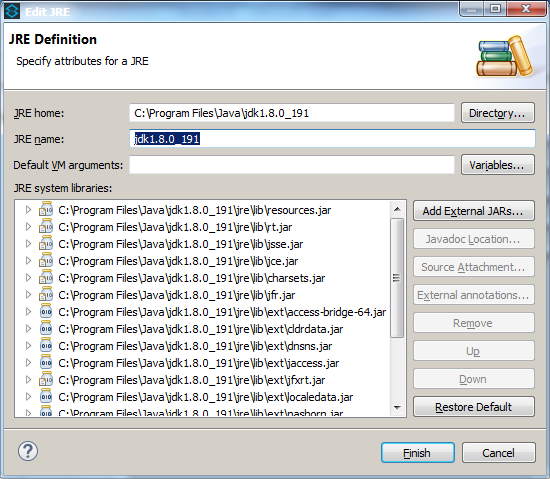 Edit JRE
JRE Definition
Specify attributes for a JRE
JRE home: C:\Program Files\Java\jdk1.8.0_191 Directory...
JRE name: jdk1.8.0_191
Default VM arguments: Variables...
JRE system libraries:
C:\Program Files\Java\jdk1.8.0_191\jre\lib\resources.jar
C:\Program Files\Java\jdk1.8.0_191\jre\lib\rt.jar
C:\Program Files\Java\jdk1.8.0_191\jre\lib\jsse.jar
C:\Program Files\Java\jdk1.8.0_191\jre\lib\jce.jar
C:\Program Files\Java\jdk1.8.0_191\jre\lib\charsets.jar
C:\Program Files\Java\jdk1.8.0_191\jre\lib\jfr.jar
C:\Program Files\Java\jdk1.8.0_191\jre\lib\ext\access-bridge-64.jar
C:\Program Files\Java\jdk1.8.0_191\jre\lib\ext\cldrdata.jar
C:\Program Files\Java\jdk1.8.0_191\jre\lib\ext\dnsns.jar
C:\Program Files\Java\jdk1.8.0_191\jre\lib\ext\jaccess.jar
C:\Program Files\Java\jdk1.8.0_191\jre\lib\ext\jfxrt.jar
C:\Program Files\Java\jdk1.8.0_191\jre\lib\ext\localedata.jar
C:\Program Files\Java\jdk1.8.0_191\jre\lib\ext\nashorn.jar
Add External JARs...
Javadoc Location...
Source Attachment...
External annotations...
Remove
Up
Down
Restore Default
Finish
Cancel